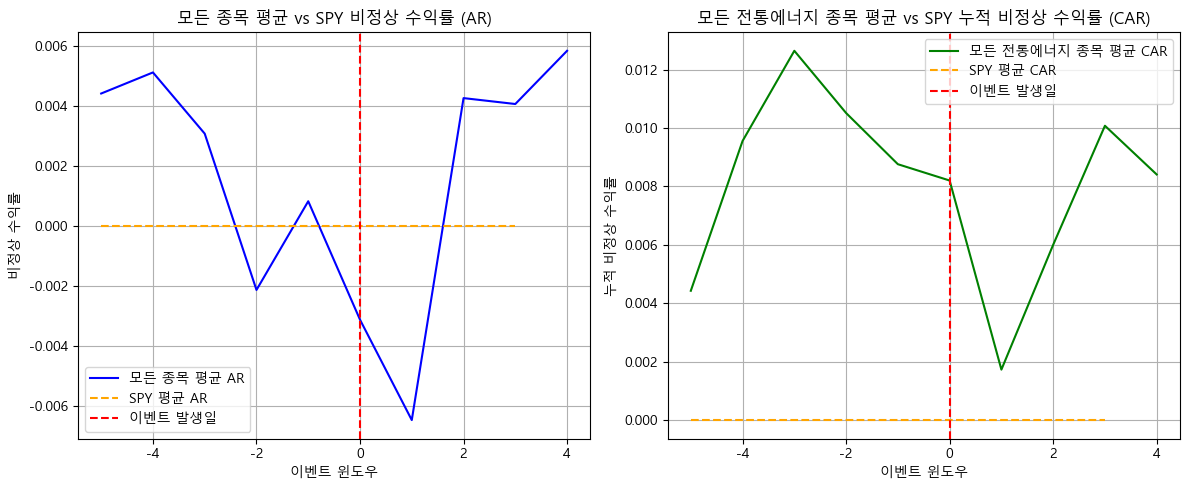 모든 종목 평균 vs SPY 비정상 수익률 (AR)
0.006
0.004
0.002
0.000
-0.002
-0.004
-0.006
비정상 수익률
모든 종목 평균 AR
SPY 평균 AR
이벤트 발생일
-4
-2
0
2
4
이벤트 윈도우
모든 전통에너지 종목 평균 vs SPY 누적 비정상 수익률 (CAR)
모든 전통에너지 종목 평균 CAR
SPY 평균 CAR
이벤트 발생일
0.012
0.010
0.008
0.006
0.004
0.002
0.000
누적 비정상 수익률
-4
-2
0
2
4
이벤트 윈도우